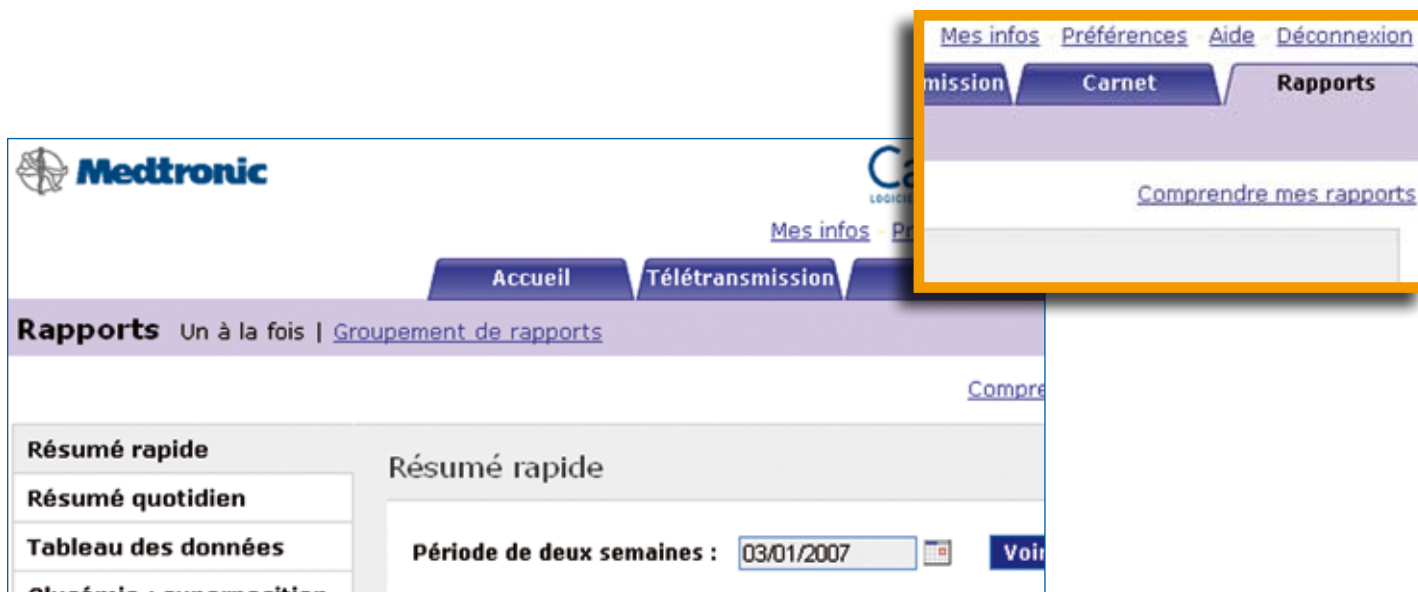 Mes infos - Préférences - Aide - Déconnexion
Carnet Rapports
Comprendre mes rapports
Medtronic
Mes infos -
Accueil Télétransmission
Rapports Un à la fois | Groupement de rapports
Résumé rapide
Résumé quotidien
Tableau des données
Résumé rapide
Période de deux semaines : 03/01/2007 Voir